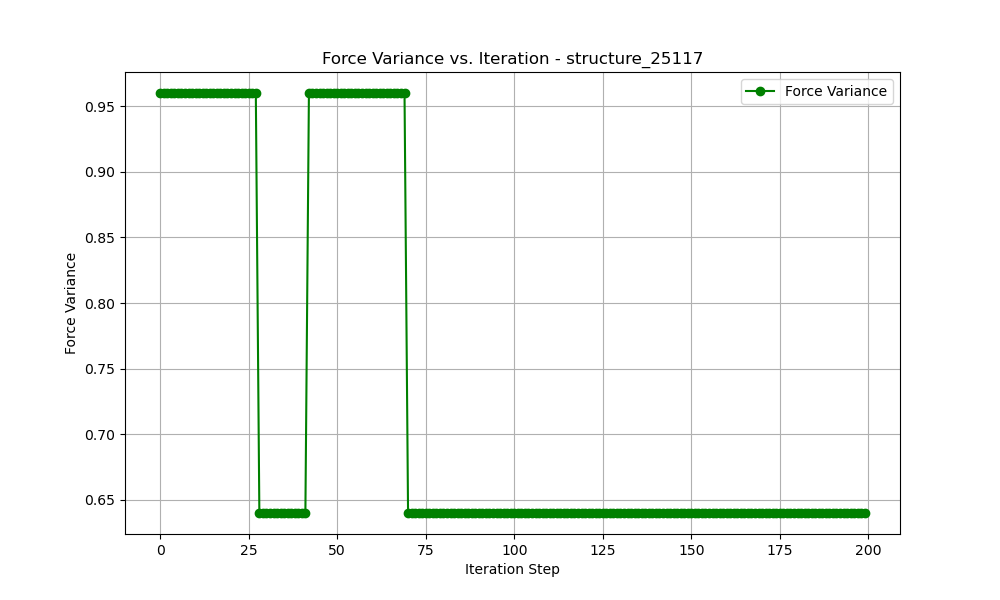 Force Variance vs. Iteration - structure_25117
Force Variance
0.95
0.90
0.85
0.80
0.75
0.70
0.65
Force Variance
0 25 50 75 100 125 150 175 200
Iteration Step